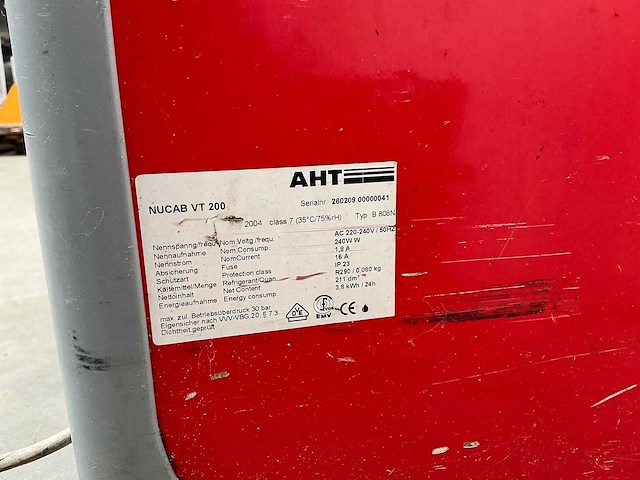 AHT
NUCAB VT 200 Serialnr 260209 00000041
2004 class 7 (35°C/75%rH) Typ B 808N
Nennspanng/frequ. Nom.Voltg./frequ. AC 220-240V / 50HZ
Nennaufnahme Nom.Consump. 240W W
Nennstrom NomCurrent 1,8 A
Absicherung Fuse 16 A
Schutzart Protection class IP 23
Kältemittel/Menge Refrigerant/Quan. R290 / 0,080 kg
Nettoinhalt Net Content 211 dm³
Energieaufnahme Energy consump. 3,8 kWh / 24h
max. zul. Betriebsüberdruck 30 bar
Eigensicher nach VVV-VBG 20, § 7.3
Dichtheit geprüft
VDE EMV CE